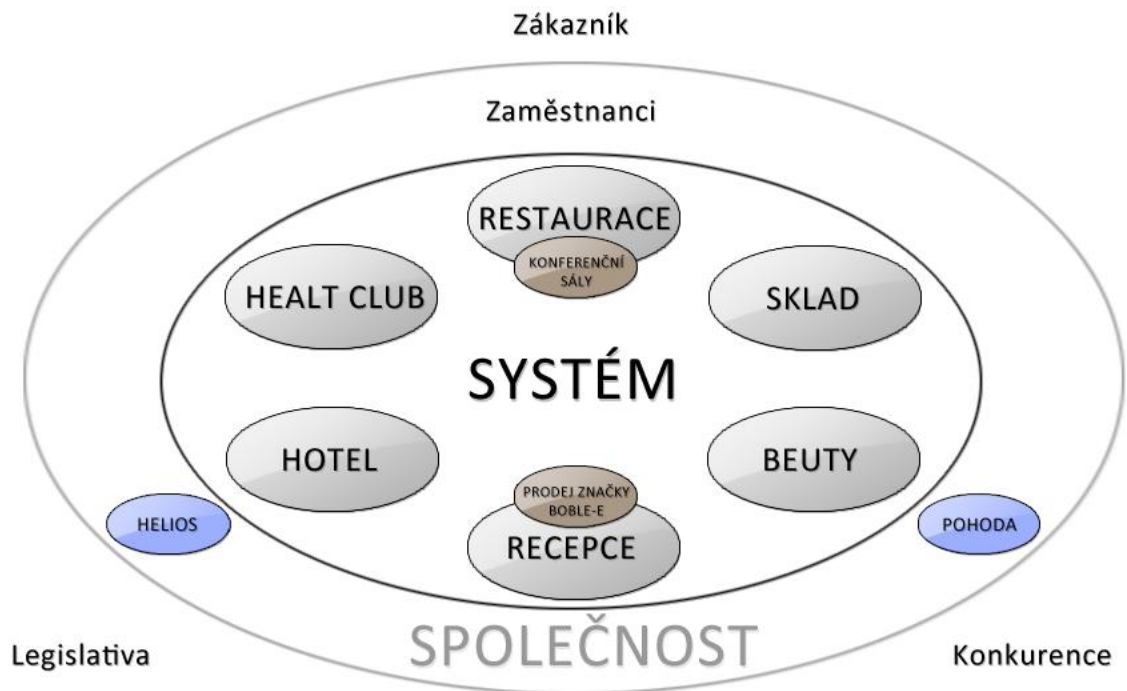 Zákazník
Zaměstnanci
RESTAURACE
KONFERENČNÍ
SÁLY
HEALT CLUB
SKLAD
SYSTÉM
HOTEL
BEUTY
PRODEJ ZNAČKY
BOBLE-E
RECEPCE
HELIOS
POHODA
SPOLEČNOST
Legislativa
Konkurence